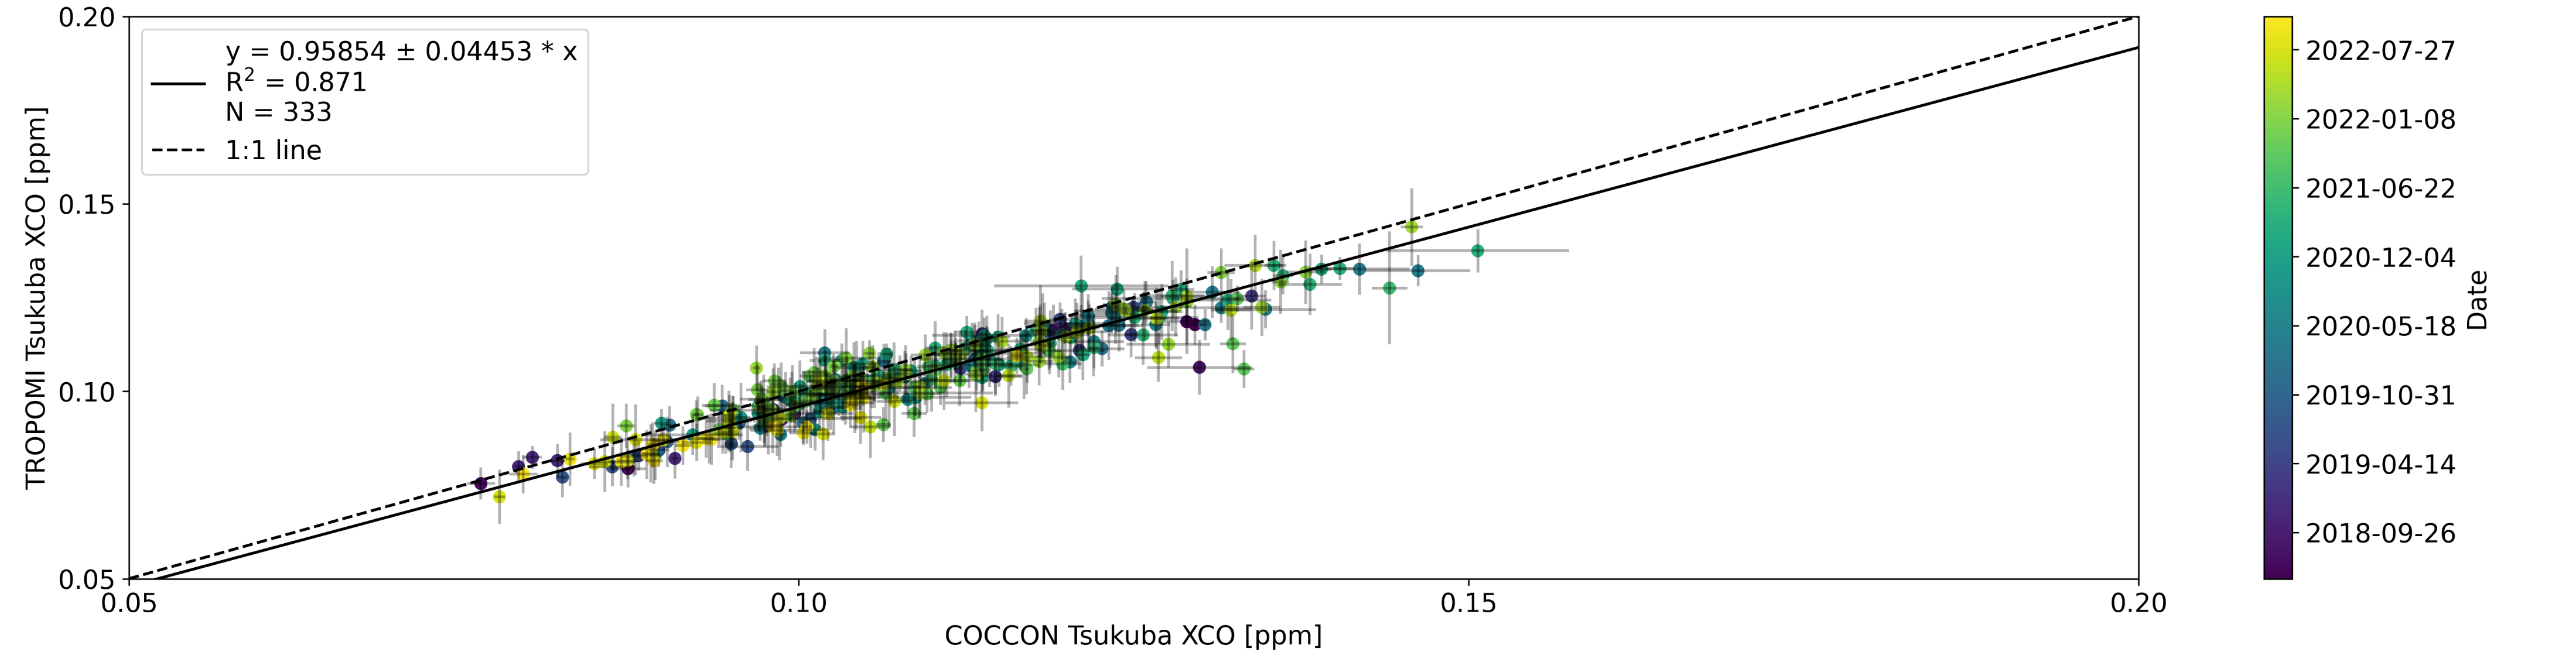 y = 0.95854 ± 0.04453 * x
R² = 0.871
N = 333
1:1 line
TROPOMI Tsukuba XCO [ppm]
0.20
0.15
0.10
0.05
0.05
0.10
0.15
0.20
COCCON Tsukuba XCO [ppm]
2022-07-27
2022-01-08
2021-06-22
2020-12-04
2020-05-18
2019-10-31
2019-04-14
2018-09-26
Date